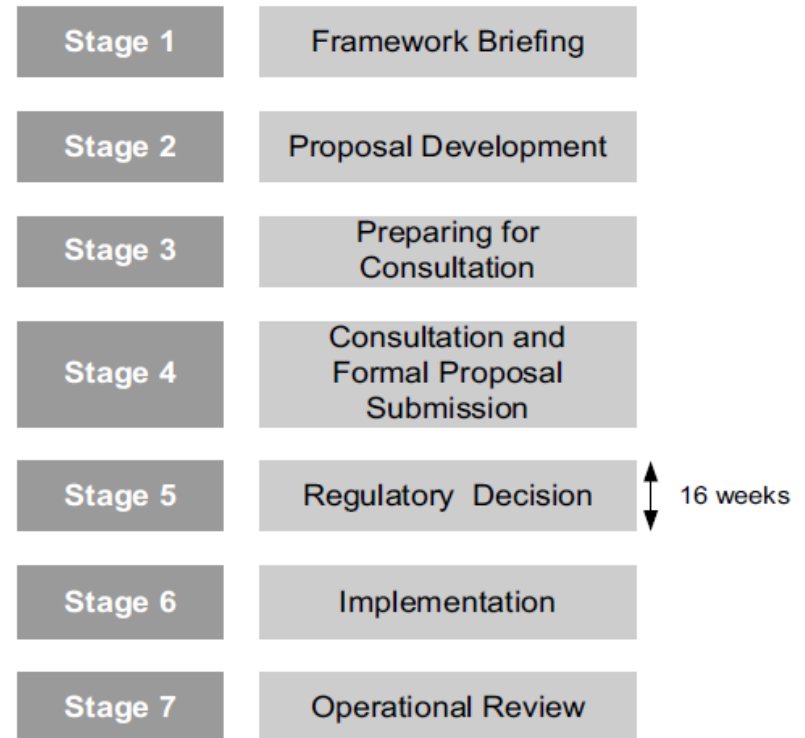 Stage 1
Framework Briefing
Stage 2
Proposal Development
Stage 3
Preparing for
Consultation
Stage 4
Consultation and
Formal Proposal
Submission
Stage 5
Regulatory Decision
16 weeks
Stage 6
Implementation
Stage 7
Operational Review